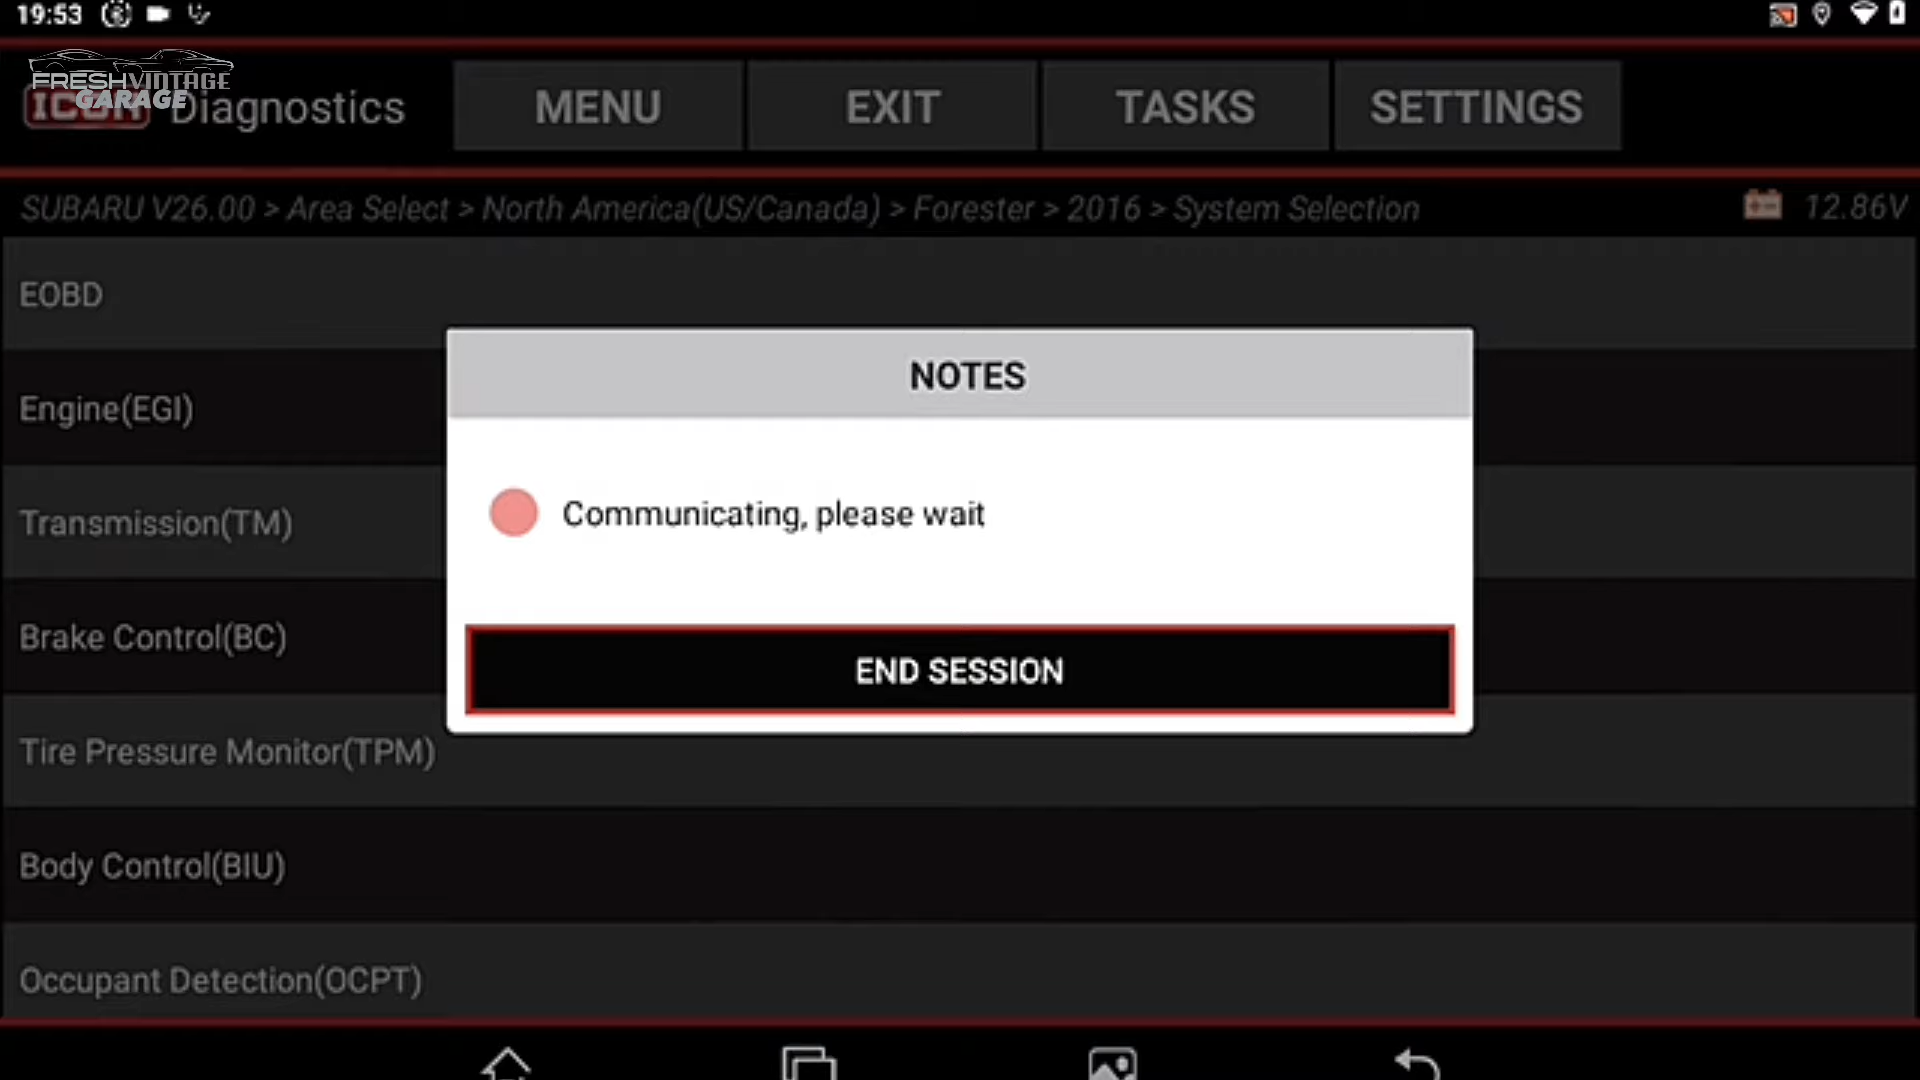 19:53
FRESHVINTAGE
GARAGE
ICON Diagnostics
MENU
EXIT
TASKS
SETTINGS
SUBARU V26.00 > Area Select > North America(US/Canada) > Forester > 2016 > System Selection
12.86V
EOBD
Engine(EGI)
Transmission(TM)
Brake Control(BC)
Tire Pressure Monitor(TPM)
Body Control(BIU)
Occupant Detection(OCPT)
NOTES
Communicating, please wait
END SESSION